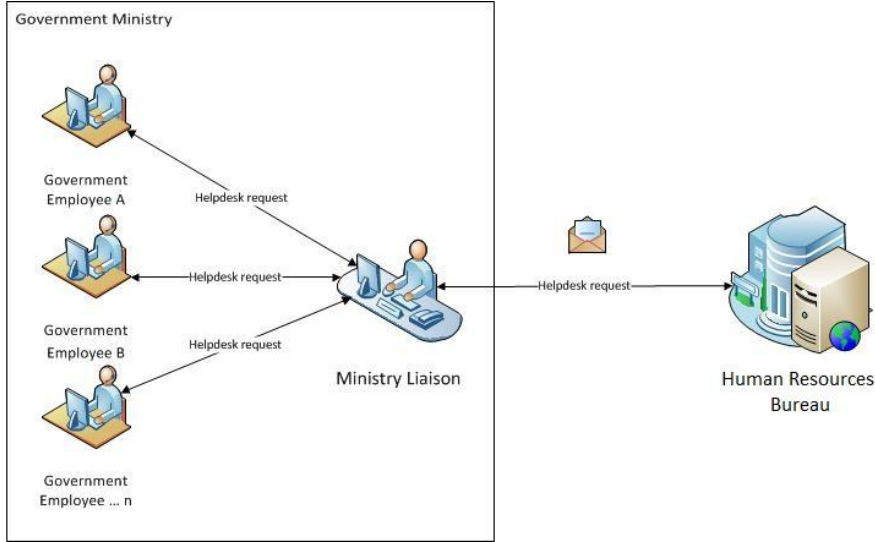 Government Ministry
Government
Employee A
Helpdesk request
Helpdesk request
Government
Employee B
Helpdesk request
Ministry Liaison
Government
Employee ... n
Helpdesk request
Human Resources
Bureau